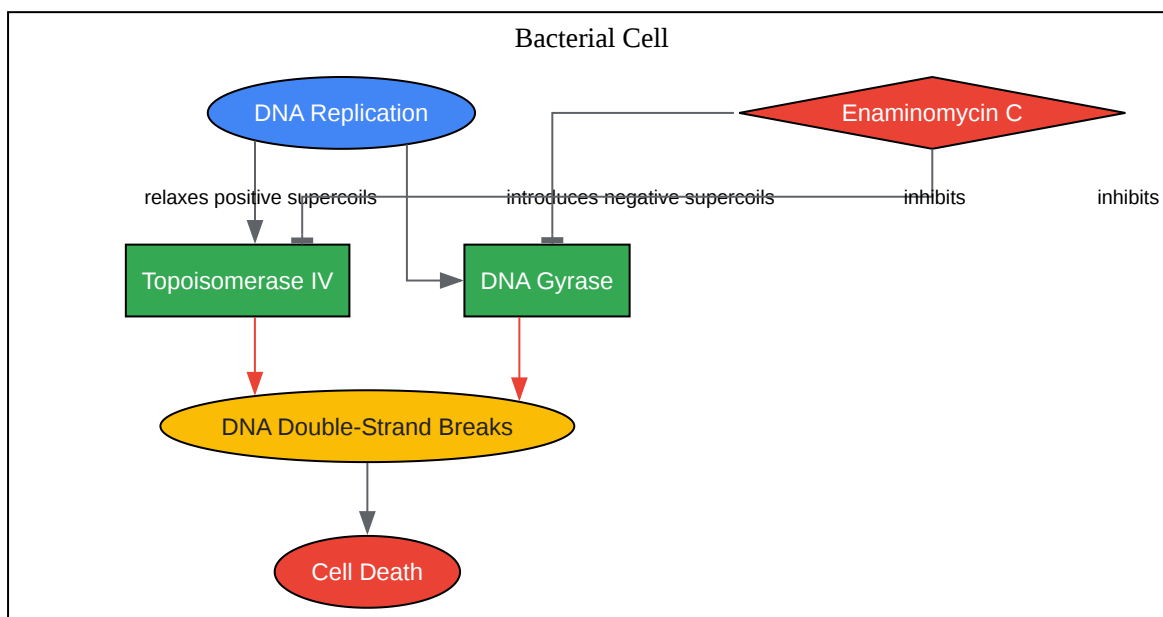 Bacterial Cell
DNA Replication
Enaminomycin C
relaxes positive supercoils
introduces negative supercoils
inhibits
inhibits
Topoisomerase IV
DNA Gyrase
DNA Double-Strand Breaks
Cell Death